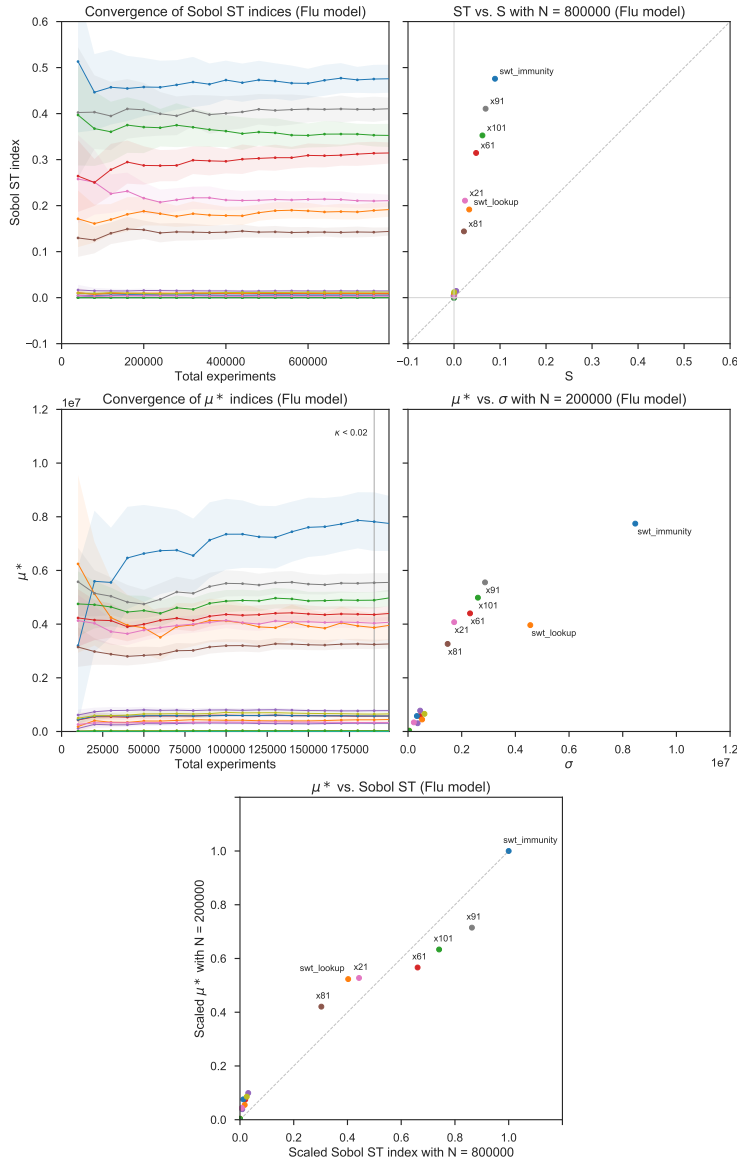 Convergence of Sobol ST indices (Flu model)
0.6
0.5
0.4
0.3
0.2
0.1
0.0
−0.1
Sobol ST index
0
200000
400000
600000
Total experiments
ST vs. S with N = 800000 (Flu model)
swt_immunity
x91
x101
x61
x21
swt_lookup
x81
−0.1
0.0
0.1
0.2
0.3
0.4
0.5
0.6
S
Convergence of μ* indices (Flu model)
1e7
1.2
1.0
0.8
0.6
0.4
0.2
0.0
μ*
κ < 0.02
0
25000
50000
75000
100000
125000
150000
175000
Total experiments
μ* vs. σ with N = 200000 (Flu model)
swt_immunity
x91
x101
x61
x21
swt_lookup
x81
0.0
0.2
0.4
0.6
0.8
1.0
1.2
1e7
σ
μ* vs. Sobol ST (Flu model)
swt_immunity
x91
x101
x61
swt_lookup
x21
x81
1.0
0.8
0.6
0.4
0.2
0.0
Scaled μ* with N = 200000
0.0
0.2
0.4
0.6
0.8
1.0
Scaled Sobol ST index with N = 800000